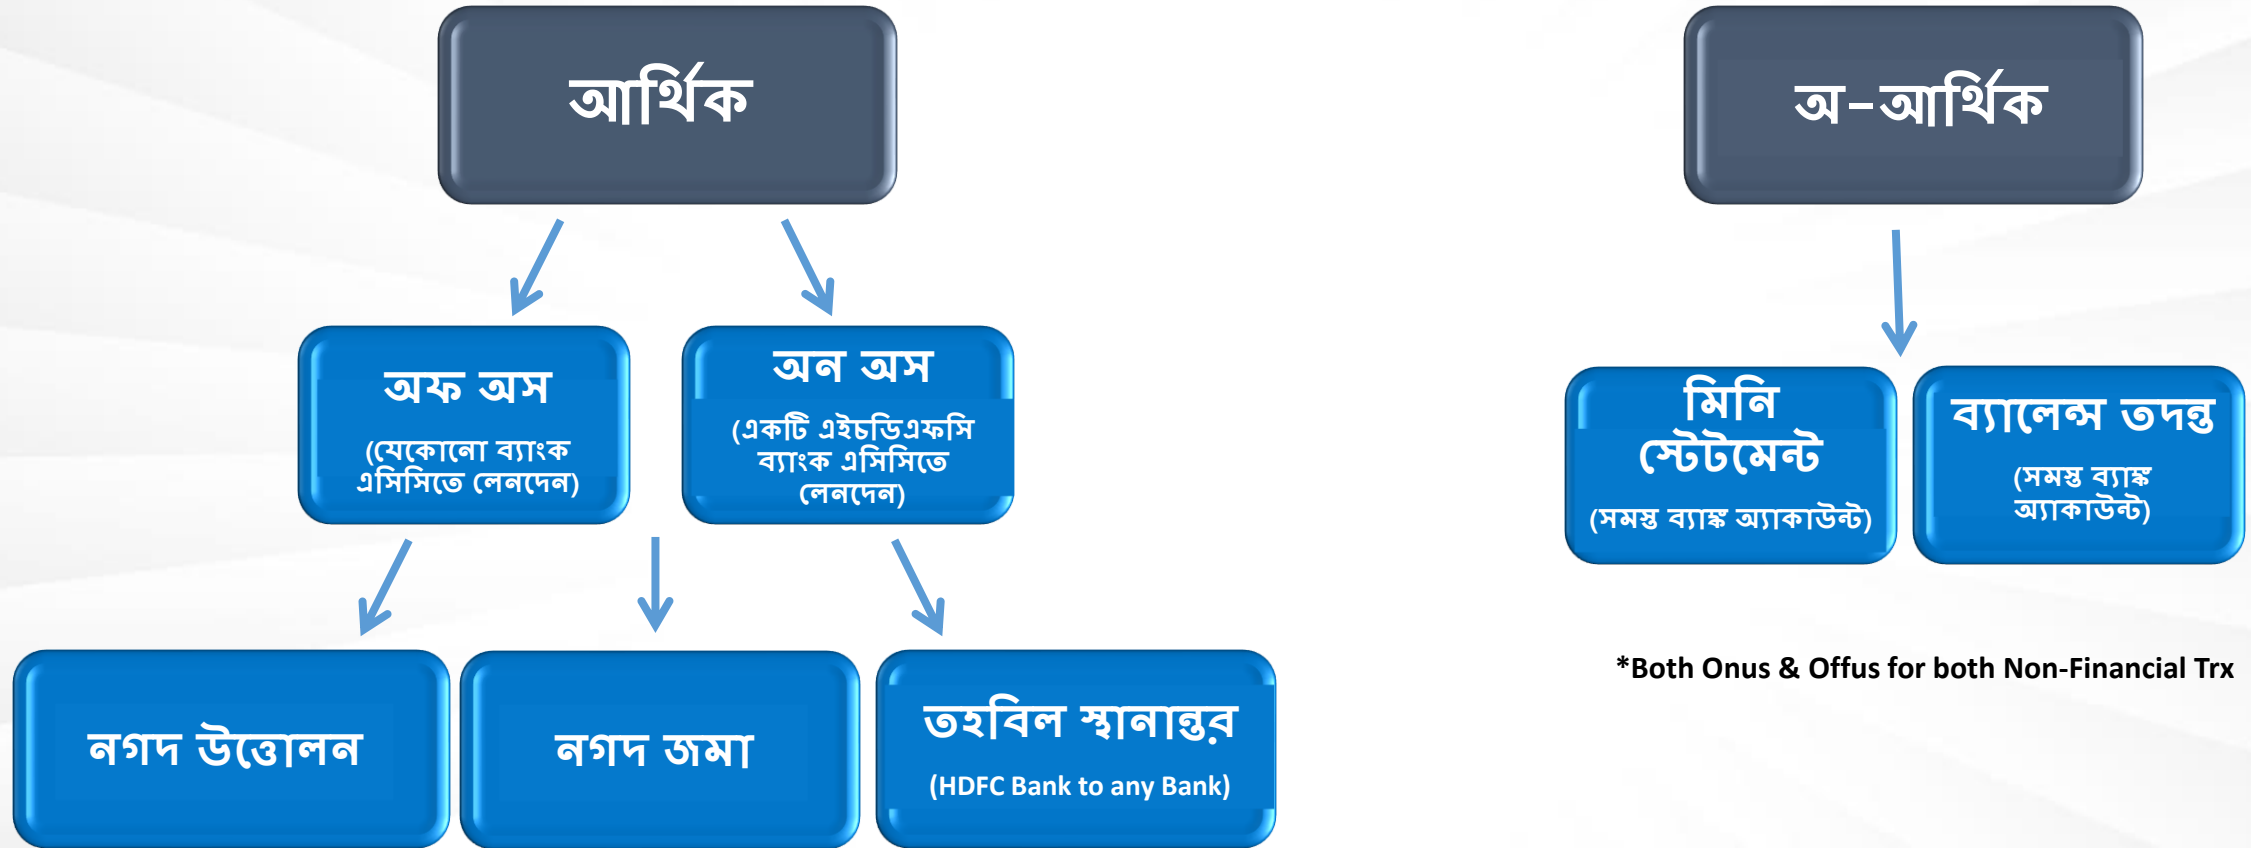 আর্থিক
অ-আর্থিক
অফ অস
(যেকোনো ব্যাংক
এসিসিতে লেনদেন)
অন অস
(একটি এইচডিএফসি
ব্যাংক এসিসিতে
লেনদেন)
মিনি
স্টেটমেন্ট
(সমস্ত ব্যাঙ্ক অ্যাকাউন্ট)
ব্যালেন্স তদন্ত
(সমস্ত ব্যাঙ্ক
অ্যাকাউন্ট)
নগদ উত্তোলন
নগদ জমা
তহবিল স্থানান্তর
(HDFC Bank to any Bank)
*Both Onus & Offus for both Non-Financial Trx